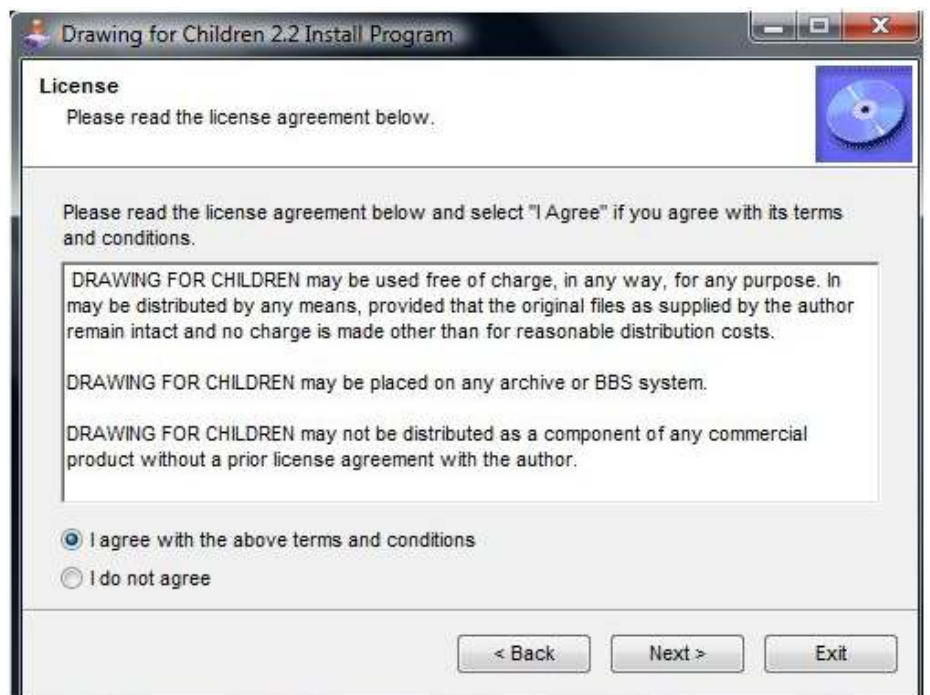 Drawing for Children 2.2 Install Program
License
Please read the license agreement below.
Please read the license agreement below and select "I Agree" if you agree with its terms
and conditions.
DRAWING FOR CHILDREN may be used free of charge, in any way, for any purpose. In
may be distributed by any means, provided that the original files as supplied by the author
remain intact and no charge is made other than for reasonable distribution costs.
DRAWING FOR CHILDREN may be placed on any archive or BBS system.
DRAWING FOR CHILDREN may not be distributed as a component of any commercial
product without a prior license agreement with the author.
I agree with the above terms and conditions
I do not agree
< Back Next > Exit